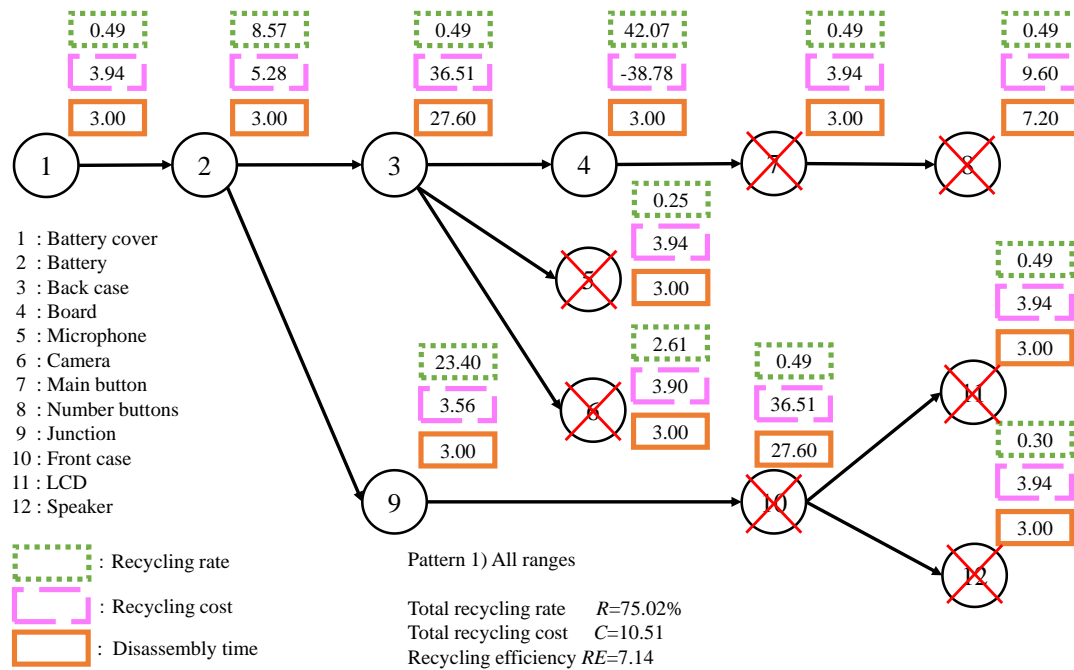 0.49
8.57
0.49
42.07
0.49
0.49
3.94
5.28
36.51
-38.78
3.94
9.60
3.00
3.00
27.60
3.00
3.00
7.20
1
2
3
4
7
8
0.25
3.94
3.00
5
1 : Battery cover
2 : Battery
3 : Back case
4 : Board
5 : Microphone
6 : Camera
7 : Main button
8 : Number buttons
9 : Junction
10 : Front case
11 : LCD
12 : Speaker
0.49
3.94
3.00
11
2.61
3.90
3.00
6
23.40
3.56
3.00
9
0.49
36.51
27.60
10
0.30
3.94
3.00
12
: Recycling rate
: Recycling cost
: Disassembly time
Pattern 1) All ranges
Total recycling rate R=75.02%
Total recycling cost C=10.51
Recycling efficiency RE=7.14